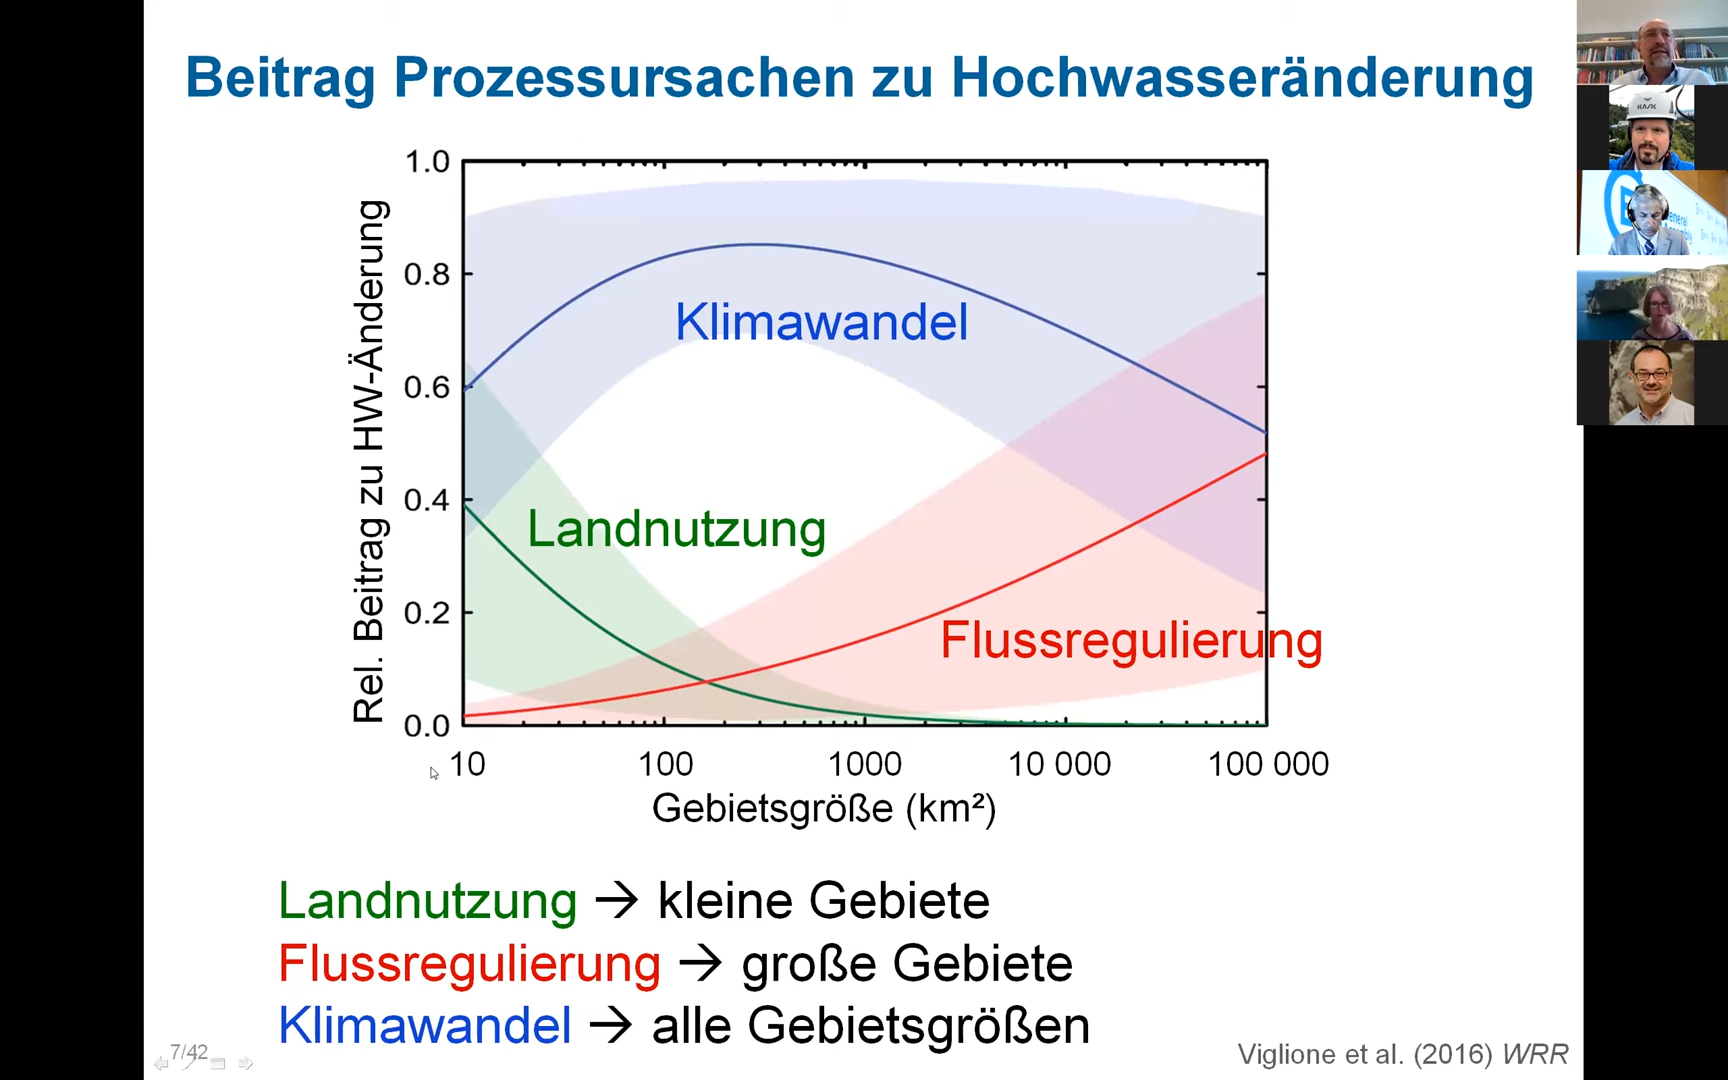 Beitrag Prozessursachen zu Hochwasseränderung
Rel. Beitrag zu HW-Änderung
1.0
0.8
0.6
0.4
0.2
0.0
Klimawandel
Landnutzung
Flussregulierung
10 100 1000 10 000 100 000
Gebietsgröße (km²)
Landnutzung → kleine Gebiete
Flussregulierung → große Gebiete
Klimawandel → alle Gebietsgrößen
7/42
Viglione et al. (2016) WRR
KASK